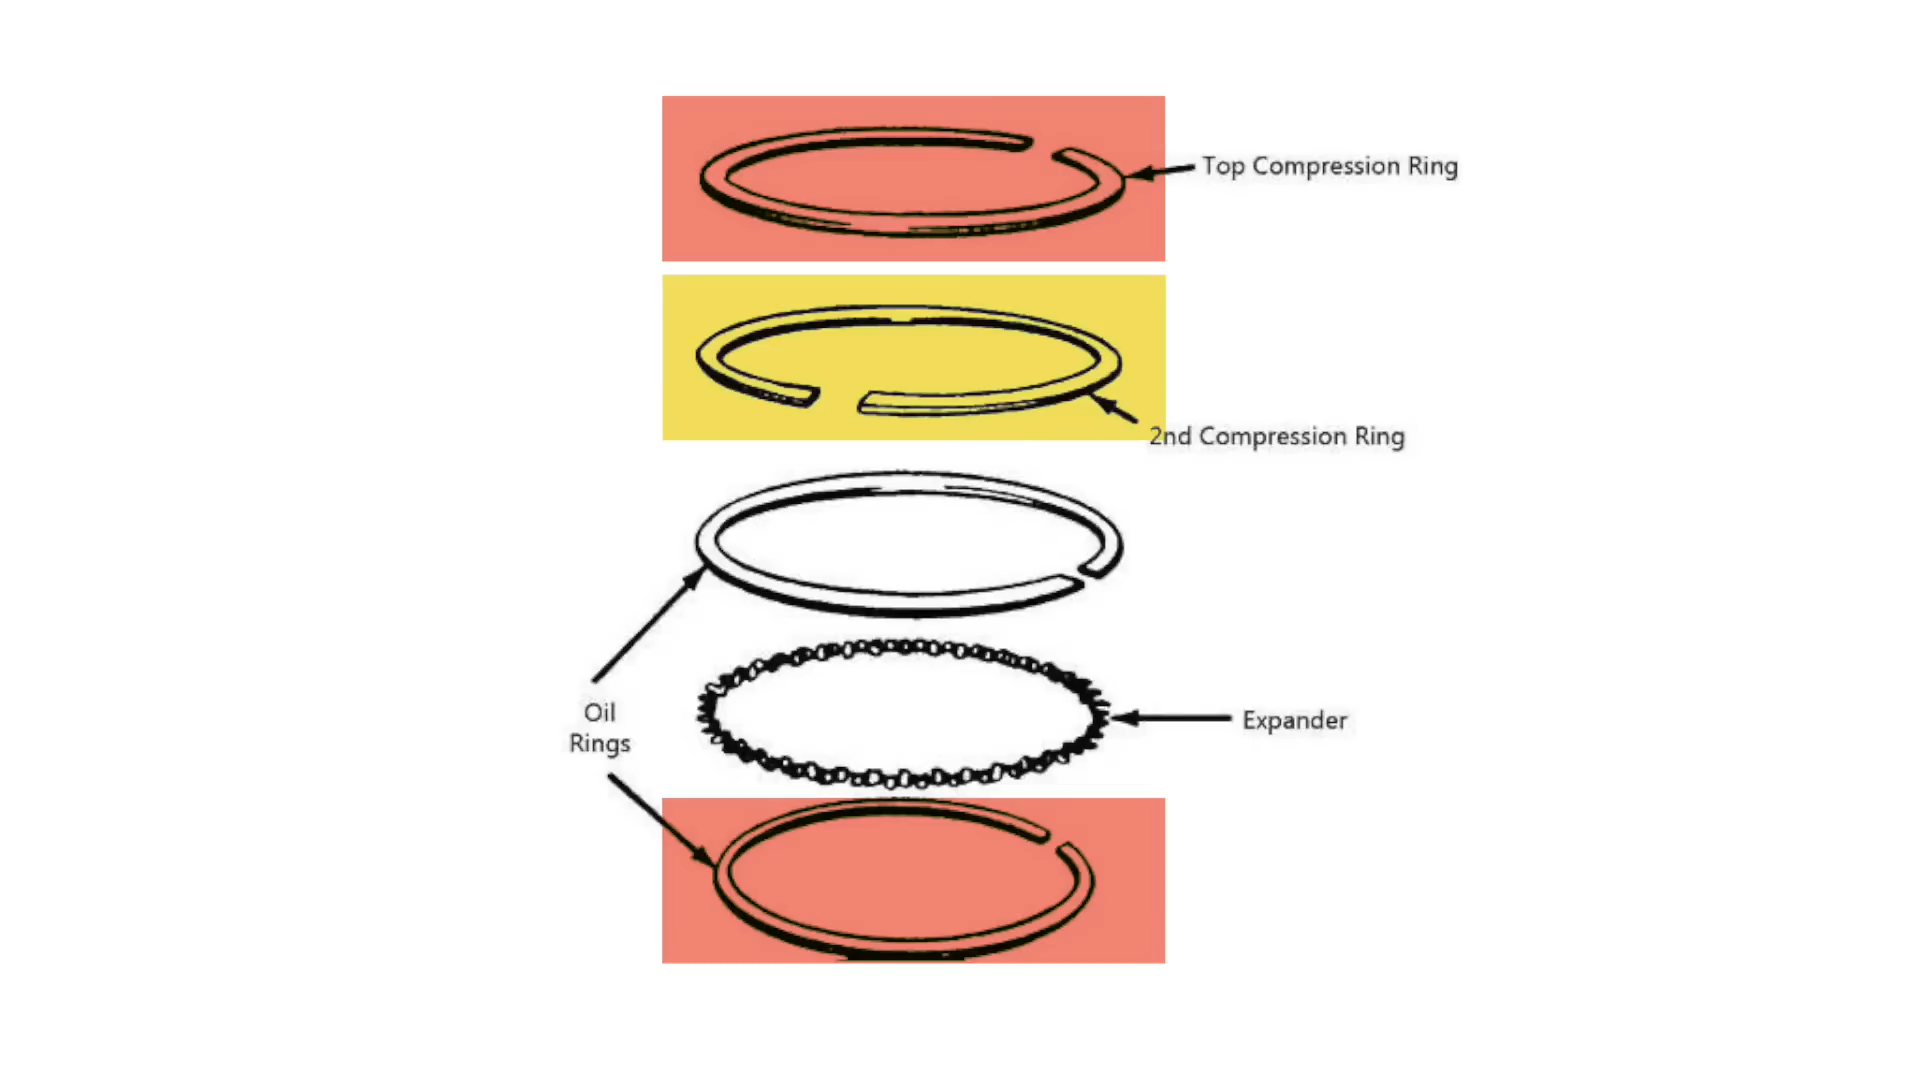 Top Compression Ring
2nd Compression Ring
Oil
Rings
Expander